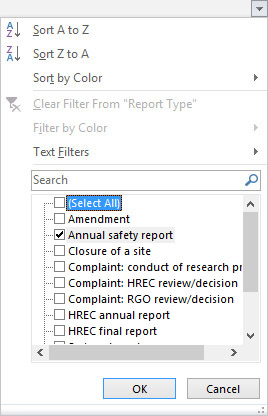 Sort A to Z
Sort Z to A
Sort by Color
Clear Filter From "Report Type"
Filter by Color
Text Filters
Search
(Select All)
Amendment
Annual safety report
Closure of a site
Complaint: conduct of research pr
Complaint: HREC review/decision
Complaint: RGO review/decision
HREC annual report
HREC final report
OK
Cancel